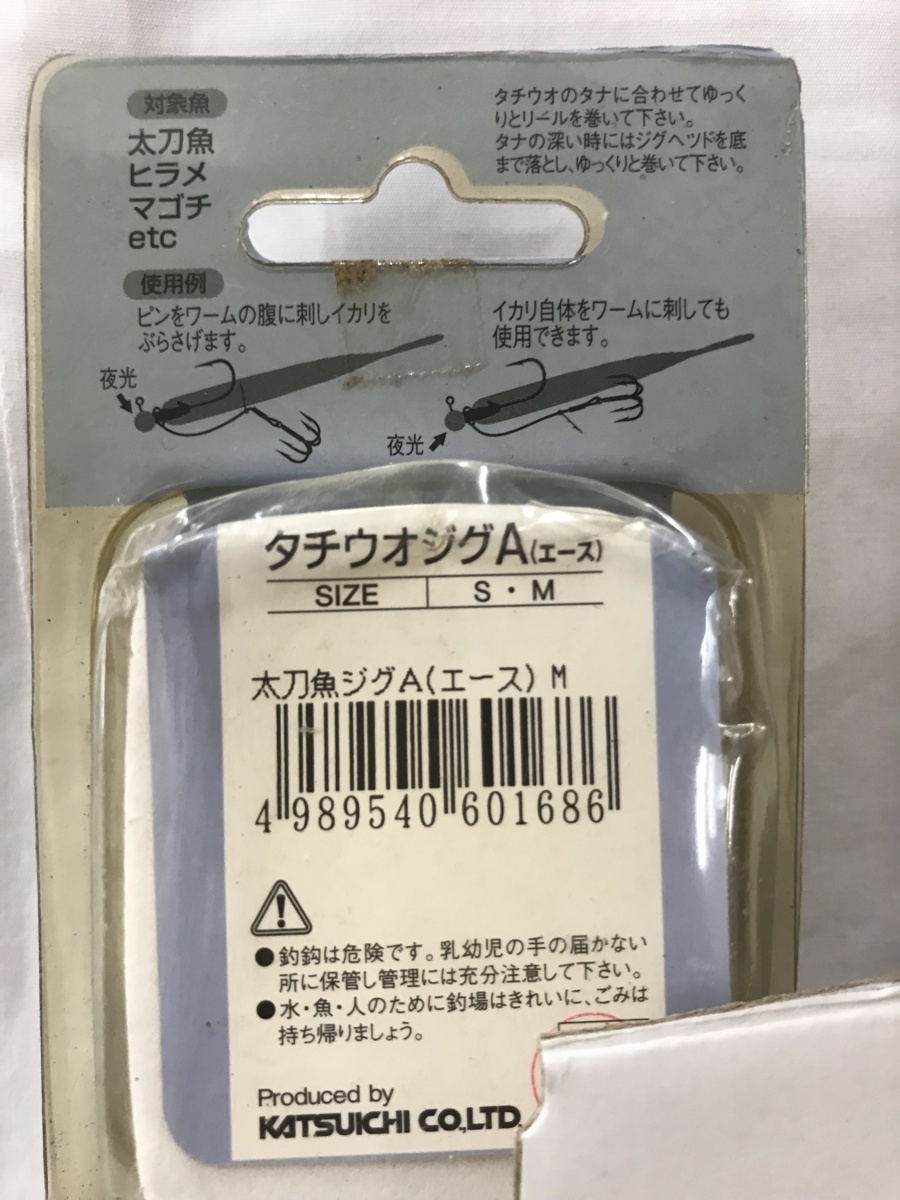 対象魚
太刀魚
ヒラメ
マゴチ
etc
タチウオのタナに合わせてゆっく
りとリールを巻いて下さい。
タナの深い時にはジグヘッドを底
まで落とし、ゆっくりと巻いて下さい。
使用例
ピンをワームの腹に刺しイカリを
ぶらさげます。
夜光
イカリ自体をワームに刺しても
使用できます。
夜光
タチウオジグA(エース)
SIZE S・M
太刀魚ジグA(エース) M
4 989540 601686
●釣鈎は危険です。乳幼児の手の届かない
所に保管し管理には充分注意して下さい。
●水・魚・人のために釣場はきれいに、ごみは
持ち帰りましょう。
Produced by
KATSUICHI CO.,LTD.